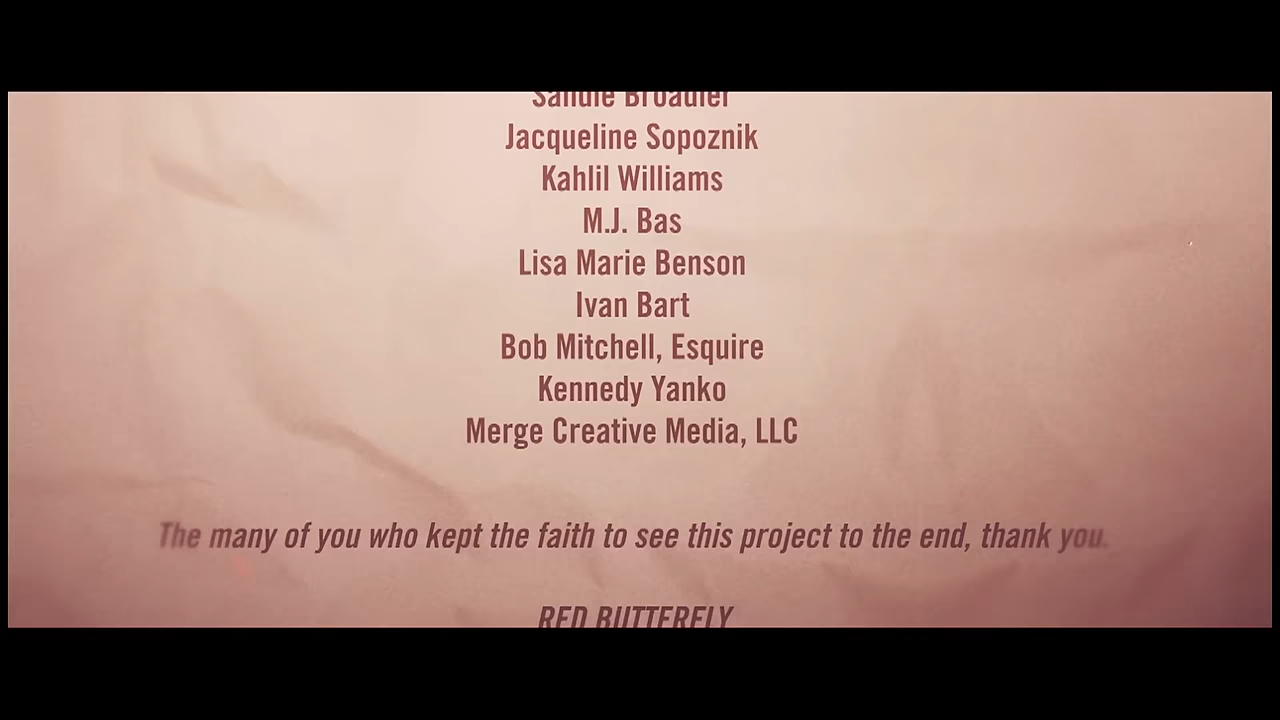 Jacqueline Sopoznik
Kahlil Williams
M.J. Bas
Lisa Marie Benson
Ivan Bart
Bob Mitchell, Esquire
Kennedy Yanko
Merge Creative Media, LLC
The many of you who kept the faith to see this project to the end, thank you.
RED BUTTERFLY